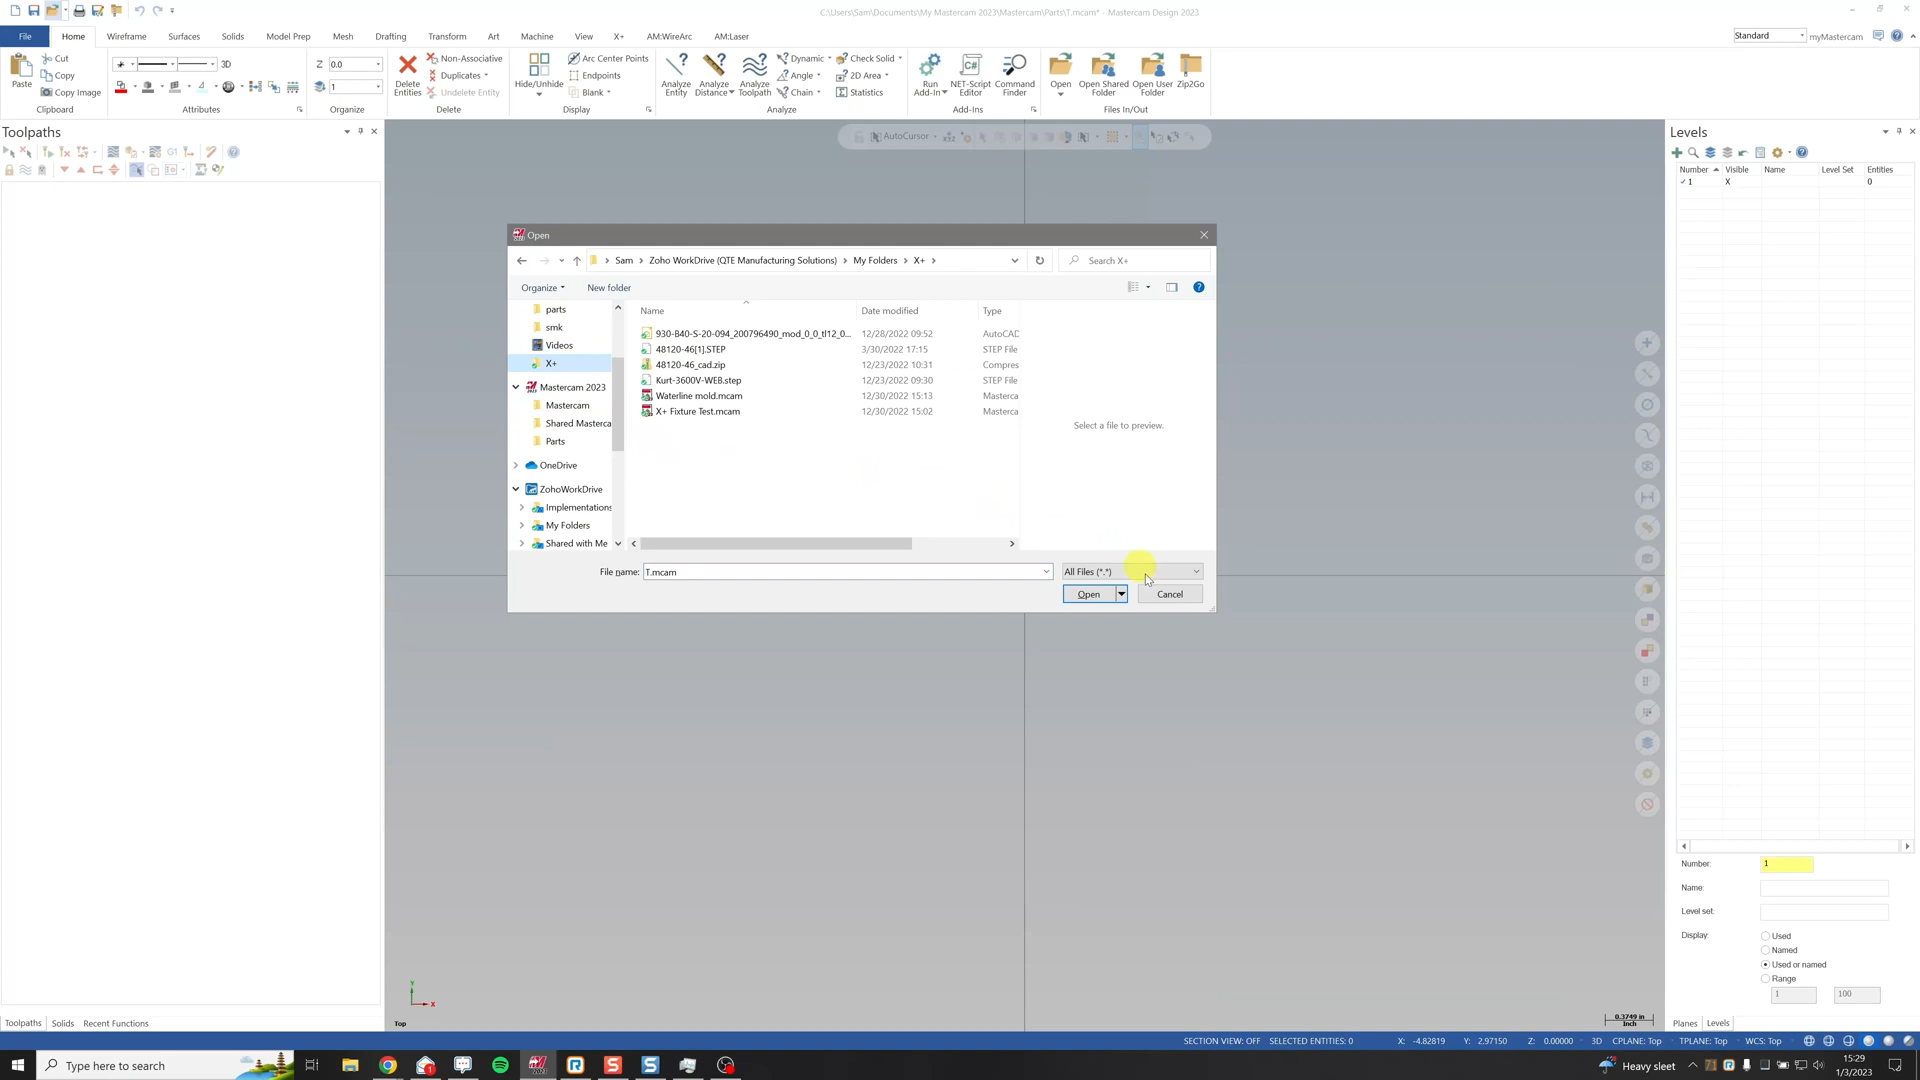 C:\Users\Sam\Documents\My Mastercam 2023\Mastercam\Parts\T.mcam* - Mastercam Design 2023
File Home Wireframe Surfaces Solids Model Prep Mesh Drafting Transform Art Machine View X+ AM:WireArc AM:Laser
Standard myMastercam
Paste
Cut
Copy
Copy Image
Clipboard
3D
Attributes
Z 0.0
1
Organize
Delete Entities
Non-Associative
Duplicates
Undelete Entity
Delete
Hide/Unhide
Arc Center Points
Endpoints
Blank
Display
Analyze Entity
Analyze Distance
Analyze Toolpath
Dynamic
Angle
Chain
Check Solid
2D Area
Statistics
Analyze
Run Add-In
NET-Script Editor
Command Finder
Add-Ins
Open
Open Shared Folder
Open User Folder
Zip2Go
Files In/Out
Toolpaths
G1
AutoCursor
Levels
Number Visible Name Level Set Entities
1 X 0
Open
Sam > Zoho WorkDrive (QTE Manufacturing Solutions) > My Folders > X+ >
Search X+
Organize New folder
parts
smk
Videos
X+
Mastercam 2023
Mastercam
Shared Masterca
Parts
OneDrive
ZohoWorkDrive
Implementations
My Folders
Shared with Me
Name Date modified Type
930-B40-S-20-094_200796490_mod_0_0_tl12_0... 12/28/2022 09:52 AutoCAD
48120-46[1].STEP 3/30/2022 17:15 STEP File
48120-46_cad.zip 12/23/2022 10:31 Compres
Kurt-3600V-WEB.step 12/23/2022 09:30 STEP File
Waterline mold.mcam 12/30/2022 15:13 Masterca
X+ Fixture Test.mcam 12/30/2022 15:02 Masterca
Select a file to preview.
File name: T.mcam All Files (*.*)
Open Cancel
Number: 1
Name:
Level set:
Display:
Used
Named
Used or named
Range
1 100
Y
X
Top
0.3749 in
Inch
Toolpaths Solids Recent Functions
Planes Levels
SECTION VIEW: OFF SELECTED ENTITIES: 0 X: -4.82819 Y: 2.97150 Z: 0.00000 3D CPLANE: Top TPLANE: Top WCS: Top
Type here to search
Heavy sleet
15:29
1/3/2023